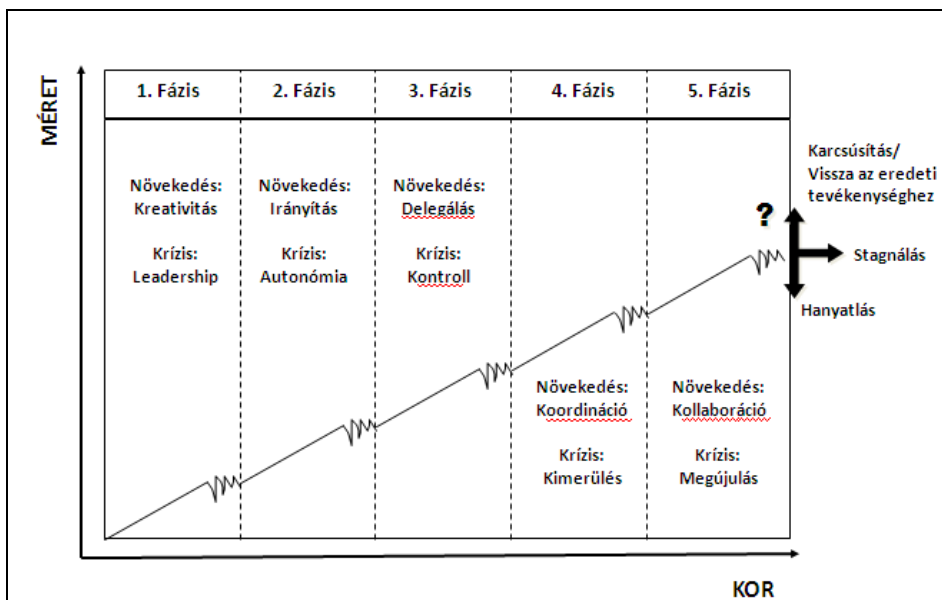 MÉRET
1. Fázis
2. Fázis
3. Fázis
4. Fázis
5. Fázis
Növekedés:
Kreativitás
Krízis:
Leadership
Növekedés:
Irányítás
Krízis:
Autonómia
Növekedés:
Delegálás
Krízis:
Kontroll
Növekedés:
Koordináció
Krízis:
Kimerülés
Növekedés:
Kollaboráció
Krízis:
Megújulás
?
Karcsúsítás/
Vissza az eredeti
tevékenységhez
Stagnálás
Hanyatlás
KOR